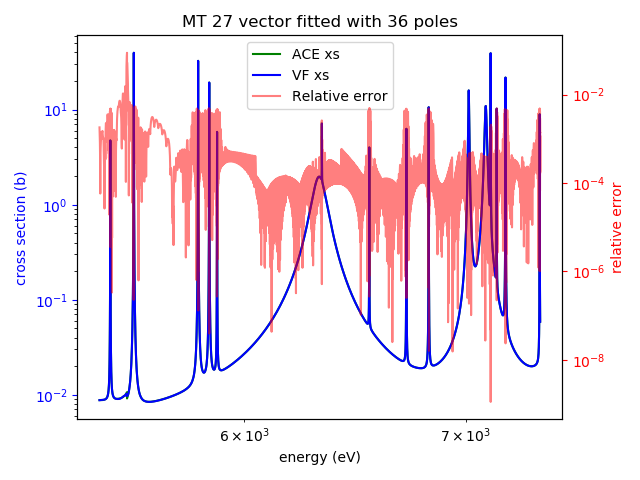 MT 27 vector fitted with 36 poles
ACE xs
VF xs
Relative error
cross section (b)
10¹
10⁰
10⁻¹
10⁻²
10⁻²
10⁻⁴
10⁻⁶
10⁻⁸
relative error
6 × 10³
7 × 10³
energy (eV)